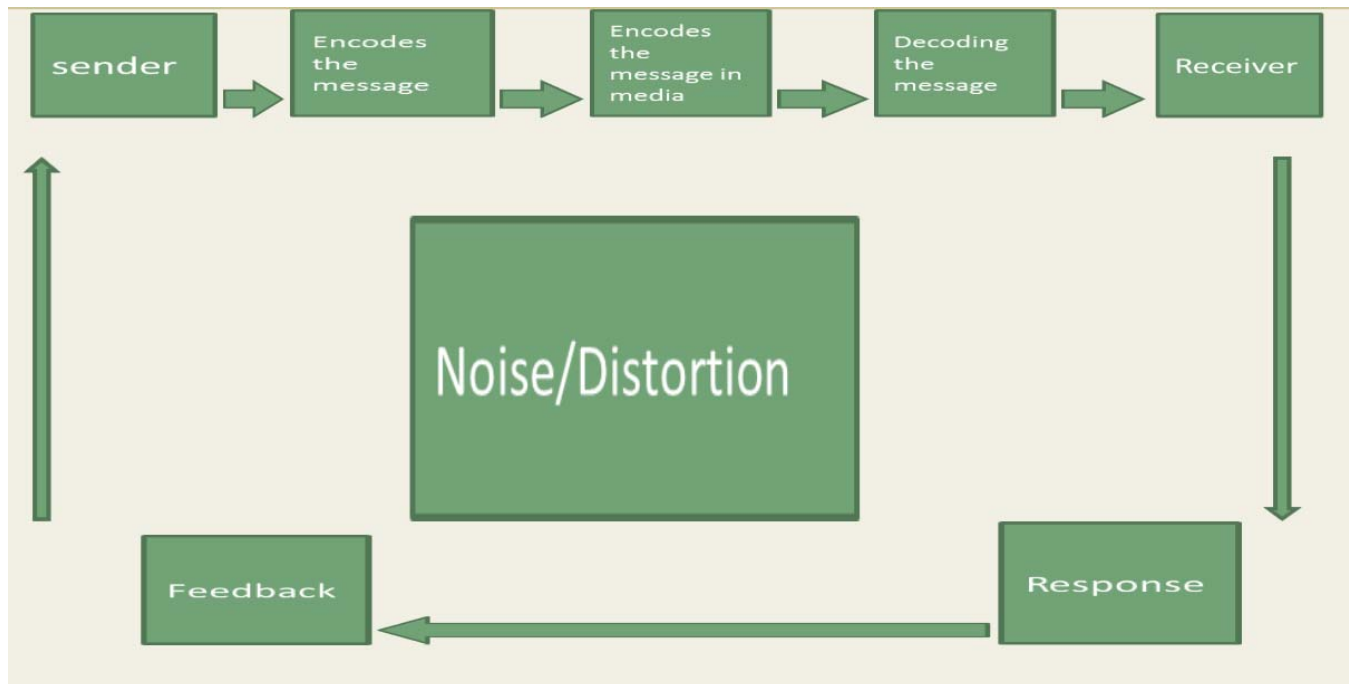 sender
Encodes
the
message
Encodes
the
message in
media
Decoding
the
message
Receiver
Noise/Distortion
Feedback
Response